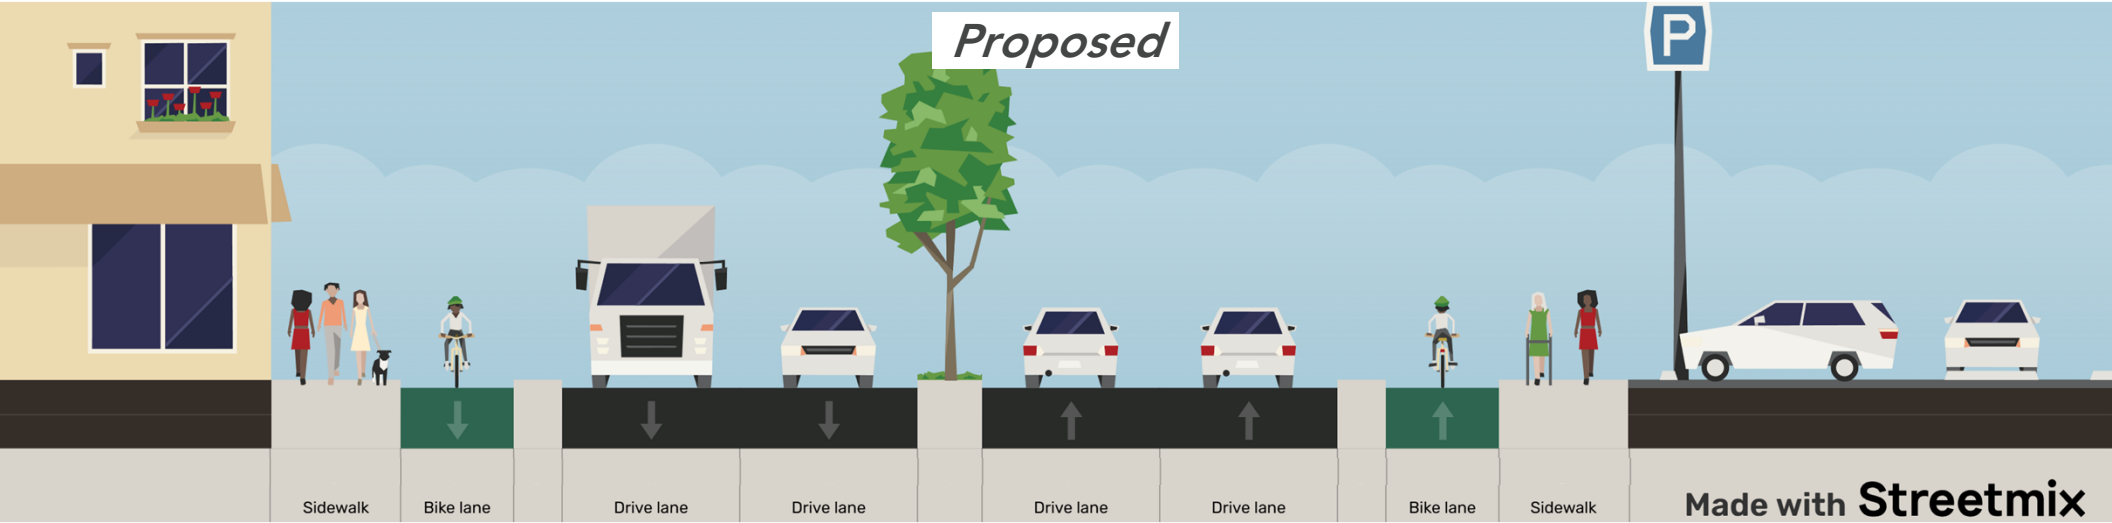 Proposed
P
Sidewalk
Bike lane
Drive lane
Drive lane
Drive lane
Drive lane
Bike lane
Sidewalk
Made with Streetmix